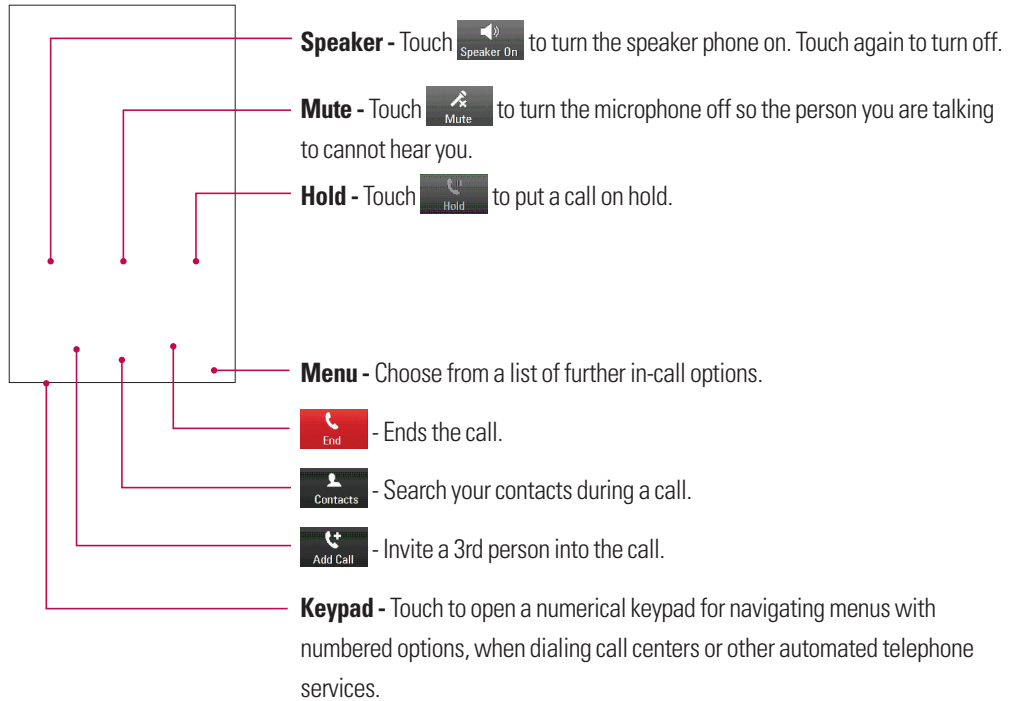 Speaker - Touch Speaker On to turn the speaker phone on. Touch again to turn off.
Mute - Touch Mute to turn the microphone off so the person you are talking
to cannot hear you.
Hold - Touch Hold to put a call on hold.
Menu - Choose from a list of further in-call options.
End - Ends the call.
Contacts - Search your contacts during a call.
Add Call - Invite a 3rd person into the call.
Keypad - Touch to open a numerical keypad for navigating menus with
numbered options, when dialing call centers or other automated telephone
services.